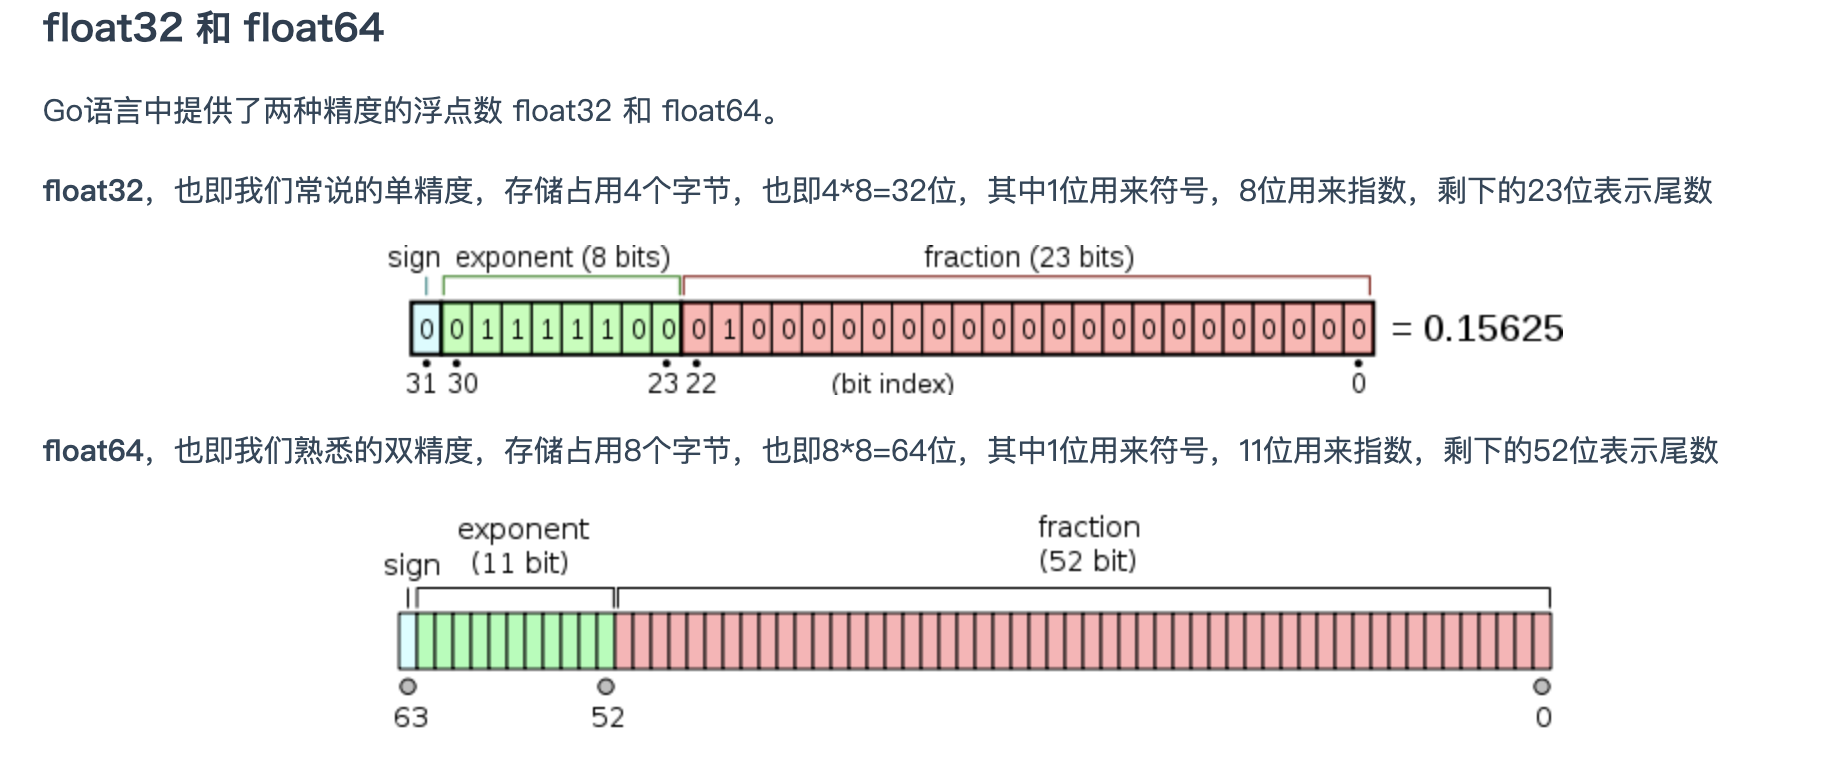 float32 和 float64
Go语言中提供了两种精度的浮点数 float32 和 float64。
float32，也即我们常说的单精度，存储占用4个字节，也即4*8=32位，其中1位用来符号，8位用来指数，剩下的23位表示尾数
sign exponent (8 bits) fraction (23 bits)
0 0 1 1 1 1 1 0 0 0 1 0 0 0 0 0 0 0 0 0 0 0 0 0 0 0 0 0 0 0 0 0 = 0.15625
31 30 23 22 (bit index) 0
float64，也即我们熟悉的双精度，存储占用8个字节，也即8*8=64位，其中1位用来符号，11位用来指数，剩下的52位表示尾数
exponent fraction
sign (11 bit) (52 bit)
63 52 0